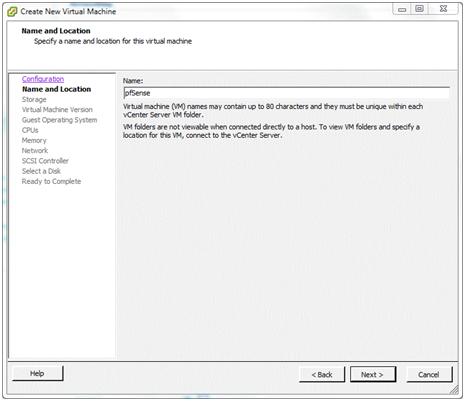 Create New Virtual Machine
Name and Location
Specify a name and location for this virtual machine
Configuration
Name and Location
Storage
Virtual Machine Version
Guest Operating System
CPUs
Memory
Network
SCSI Controller
Select a Disk
Ready to Complete
Name:
pfSense
Virtual machine (VM) names may contain up to 80 characters and they must be unique within each
vCenter Server VM folder.
VM folders are not viewable when connected directly to a host. To view VM folders and specify a
location for this VM, connect to the vCenter Server.
Help
< Back
Next >
Cancel